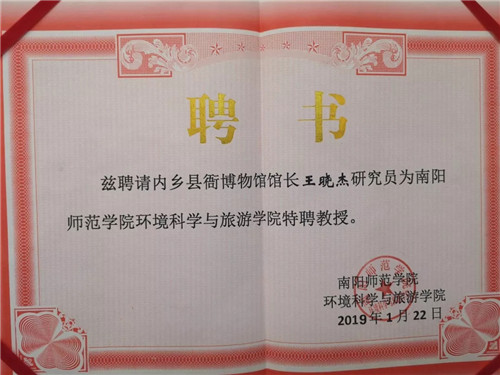 聘书
兹聘请内乡县衙博物馆馆长王晓杰研究员为南阳
师范学院环境科学与旅游学院特聘教授。
南阳师范学院
环境科学与旅游学院
2019年1月22日